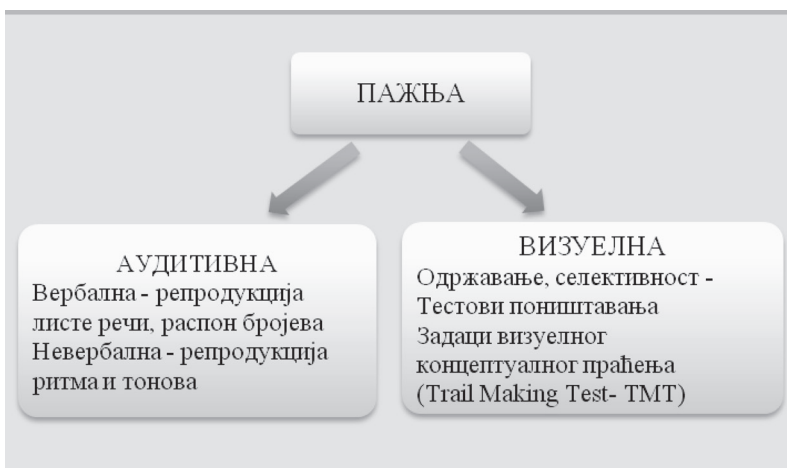 ПАЖЊА
АУДИТИВНА
Вербална - репродукција
листе речи, распон бројева
Невербална - репродукција
ритма и тонова
ВИЗУЕЛНА
Одржавање, селективност -
Тестови поништавања
Задаци визуелног
концептуалног праћења
(Trail Making Test- TMT)